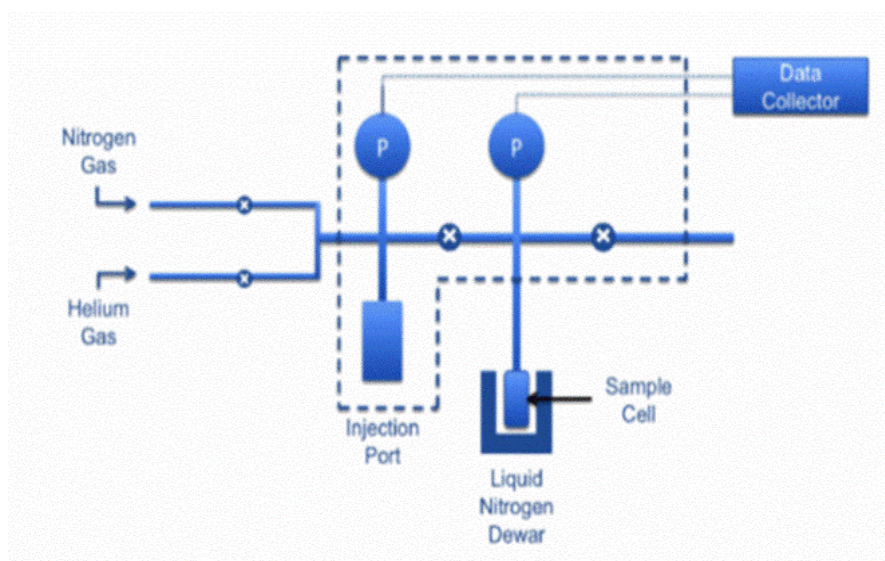 Data
Collector
Nitrogen
Gas
P
P
Helium
Gas
Sample
Cell
Injection
Port
Liquid
Nitrogen
Dewar